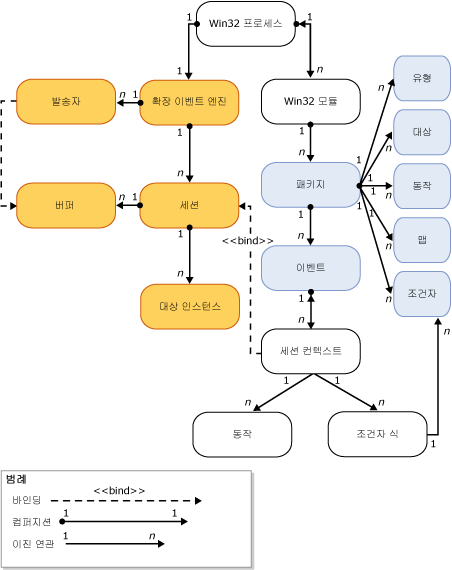 Win32 프로세스
1
1
1
n
유형
발송자
n
1
확장 이벤트 엔진
Win32 모듈
n
1
1
대상
n
n
n
1
버퍼
n
1
세션
패키지
1
1
1
1
n
동작
<<bind>>
1
1
n
n
맵
n
이벤트
조건자
n
대상 인스턴스
1
n
세션 컨텍스트
n
1
1
n
n
동작
조건자 식
1
범례
바인딩
<<bind>>
컴퍼지션
1
1
이진 연관
1
n